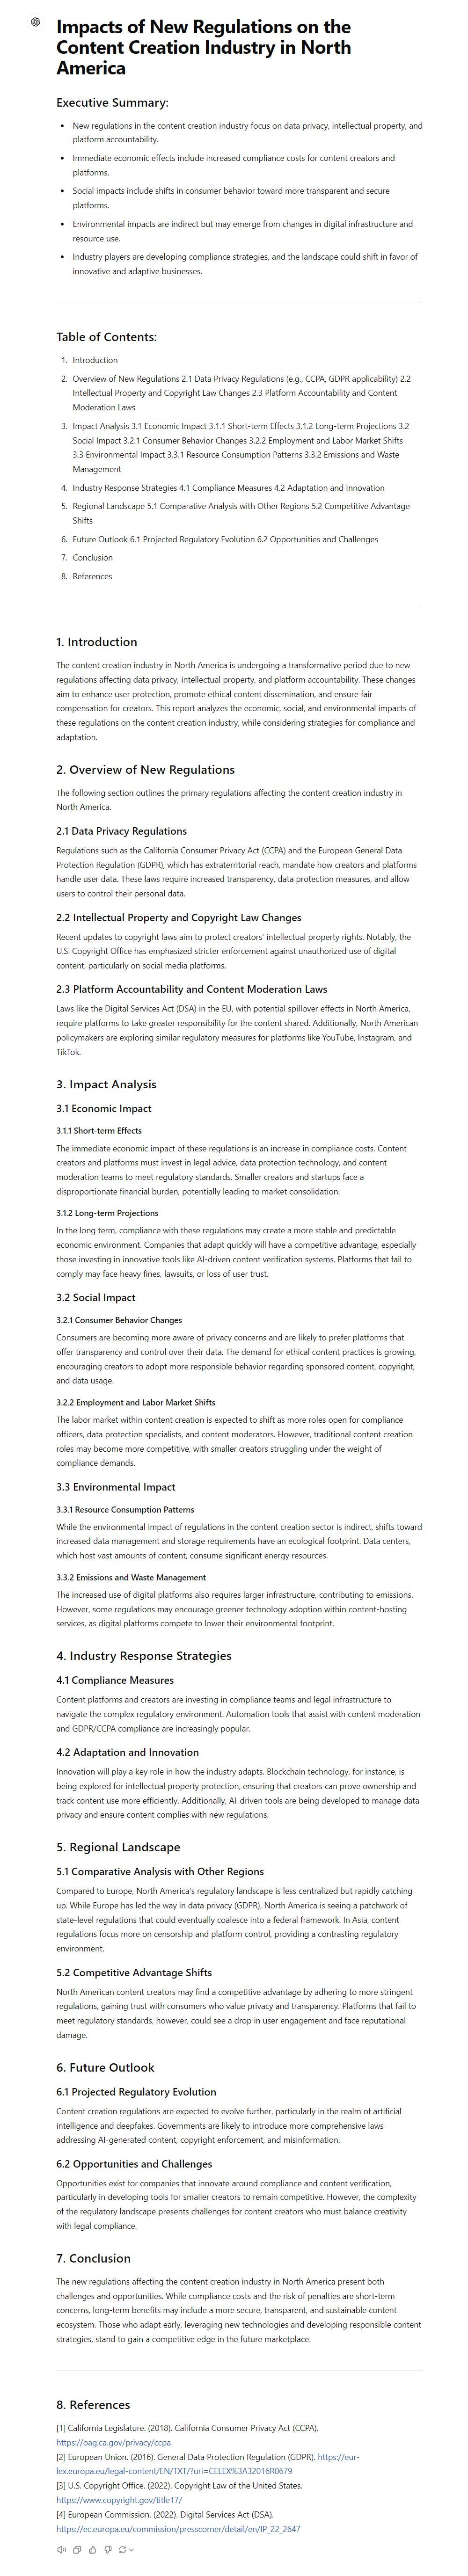 Impacts of New Regulations on the
Content Creation Industry in North
America
Executive Summary:
• New regulations in the content creation industry focus on data privacy, intellectual property, and
platform accountability.
• Immediate economic effects include increased compliance costs for content creators and
platforms.
• Social impacts include shifts in consumer behavior toward more transparent and secure
platforms.
• Environmental impacts are indirect but may emerge from changes in digital infrastructure and
resource use.
• Industry players are developing compliance strategies, and the landscape could shift in favor of
innovative and adaptive businesses.
Table of Contents:
1. Introduction
2. Overview of New Regulations 2.1 Data Privacy Regulations (e.g., CCPA, GDPR applicability) 2.2
Intellectual Property and Copyright Law Changes 2.3 Platform Accountability and Content
Moderation Laws
3. Impact Analysis 3.1 Economic Impact 3.1.1 Short-term Effects 3.1.2 Long-term Projections 3.2
Social Impact 3.2.1 Consumer Behavior Changes 3.2.2 Employment and Labor Market Shifts
3.3 Environmental Impact 3.3.1 Resource Consumption Patterns 3.3.2 Emissions and Waste
Management
4. Industry Response Strategies 4.1 Compliance Measures 4.2 Adaptation and Innovation
5. Regional Landscape 5.1 Comparative Analysis with Other Regions 5.2 Competitive Advantage
Shifts
6. Future Outlook 6.1 Projected Regulatory Evolution 6.2 Opportunities and Challenges
7. Conclusion
8. References
1. Introduction
The content creation industry in North America is undergoing a transformative period due to new
regulations affecting data privacy, intellectual property, and platform accountability. These changes
aim to enhance user protection, promote ethical content dissemination, and ensure fair
compensation for creators. This report analyzes the economic, social, and environmental impacts of
these regulations on the content creation industry, while considering strategies for compliance and
adaptation.
2. Overview of New Regulations
The following section outlines the primary regulations affecting the content creation industry in
North America.
2.1 Data Privacy Regulations
Regulations such as the California Consumer Privacy Act (CCPA) and the European General Data
Protection Regulation (GDPR), which has extraterritorial reach, mandate how creators and platforms
handle user data. These laws require increased transparency, data protection measures, and allow
users to control their personal data.
2.2 Intellectual Property and Copyright Law Changes
Recent updates to copyright laws aim to protect creators' intellectual property rights. Notably, the
U.S. Copyright Office has emphasized stricter enforcement against unauthorized use of digital
content, particularly on social media platforms.
2.3 Platform Accountability and Content Moderation Laws
Laws like the Digital Services Act (DSA) in the EU, with potential spillover effects in North America,
require platforms to take greater responsibility for the content shared. Additionally, North American
policymakers are exploring similar regulatory measures for platforms like YouTube, Instagram, and
TikTok.
3. Impact Analysis
3.1 Economic Impact
3.1.1 Short-term Effects
The immediate economic impact of these regulations is an increase in compliance costs. Content
creators and platforms must invest in legal advice, data protection technology, and content
moderation teams to meet regulatory standards. Smaller creators and startups face a
disproportionate financial burden, potentially leading to market consolidation.
3.1.2 Long-term Projections
In the long term, compliance with these regulations may create a more stable and predictable
economic environment. Companies that adapt quickly will have a competitive advantage, especially
those investing in innovative tools like AI-driven content verification systems. Platforms that fail to
comply may face heavy fines, lawsuits, or loss of user trust.
3.2 Social Impact
3.2.1 Consumer Behavior Changes
Consumers are becoming more aware of privacy concerns and are likely to prefer platforms that
offer transparency and control over their data. The demand for ethical content practices is growing,
encouraging creators to adopt more responsible behavior regarding sponsored content, copyright,
and data usage.
3.2.2 Employment and Labor Market Shifts
The labor market within content creation is expected to shift as more roles open for compliance
officers, data protection specialists, and content moderators. However, traditional content creation
roles may become more competitive, with smaller creators struggling under the weight of
compliance demands.
3.3 Environmental Impact
3.3.1 Resource Consumption Patterns
While the environmental impact of regulations in the content creation sector is indirect, shifts toward
increased data management and storage requirements have an ecological footprint. Data centers,
which host vast amounts of content, consume significant energy resources.
3.3.2 Emissions and Waste Management
The increased use of digital platforms also requires larger infrastructure, contributing to emissions.
However, some regulations may encourage greener technology adoption within content-hosting
services, as digital platforms compete to lower their environmental footprint.
4. Industry Response Strategies
4.1 Compliance Measures
Content platforms and creators are investing in compliance teams and legal infrastructure to
navigate the complex regulatory environment. Automation tools that assist with content moderation
and GDPR/CCPA compliance are increasingly popular.
4.2 Adaptation and Innovation
Innovation will play a key role in how the industry adapts. Blockchain technology, for instance, is
being explored for intellectual property protection, ensuring that creators can prove ownership and
track content use more efficiently. Additionally, AI-driven tools are being developed to manage data
privacy and ensure content complies with new regulations.
5. Regional Landscape
5.1 Comparative Analysis with Other Regions
Compared to Europe, North America's regulatory landscape is less centralized but rapidly catching
up. While Europe has led the way in data privacy (GDPR), North America is seeing a patchwork of
state-level regulations that could eventually coalesce into a federal framework. In Asia, content
regulations focus more on censorship and platform control, providing a contrasting regulatory
environment.
5.2 Competitive Advantage Shifts
North American content creators may find a competitive advantage by adhering to more stringent
regulations, gaining trust with consumers who value privacy and transparency. Platforms that fail to
meet regulatory standards, however, could see a drop in user engagement and face reputational
damage.
6. Future Outlook
6.1 Projected Regulatory Evolution
Content creation regulations are expected to evolve further, particularly in the realm of artificial
intelligence and deepfakes. Governments are likely to introduce more comprehensive laws
addressing AI-generated content, copyright enforcement, and misinformation.
6.2 Opportunities and Challenges
Opportunities exist for companies that innovate around compliance and content verification,
particularly in developing tools for smaller creators to remain competitive. However, the complexity
of the regulatory landscape presents challenges for content creators who must balance creativity
with legal compliance.
7. Conclusion
The new regulations affecting the content creation industry in North America present both
challenges and opportunities. While compliance costs and the risk of penalties are short-term
concerns, long-term benefits may include a more secure, transparent, and sustainable content
ecosystem. Those who adapt early, leveraging new technologies and developing responsible content
strategies, stand to gain a competitive edge in the future marketplace.
8. References
[1] California Legislature. (2018). California Consumer Privacy Act (CCPA).
https://oag.ca.gov/privacy/ccpa
[2] European Union. (2016). General Data Protection Regulation (GDPR). https://eur-
lex.europa.eu/legal-content/EN/TXT/?uri=CELEX%3A32016R0679
[3] U.S. Copyright Office. (2022). Copyright Law of the United States.
https://www.copyright.gov/title17/
[4] European Commission. (2022). Digital Services Act (DSA).
https://ec.europa.eu/commission/presscorner/detail/en/IP_22_2647